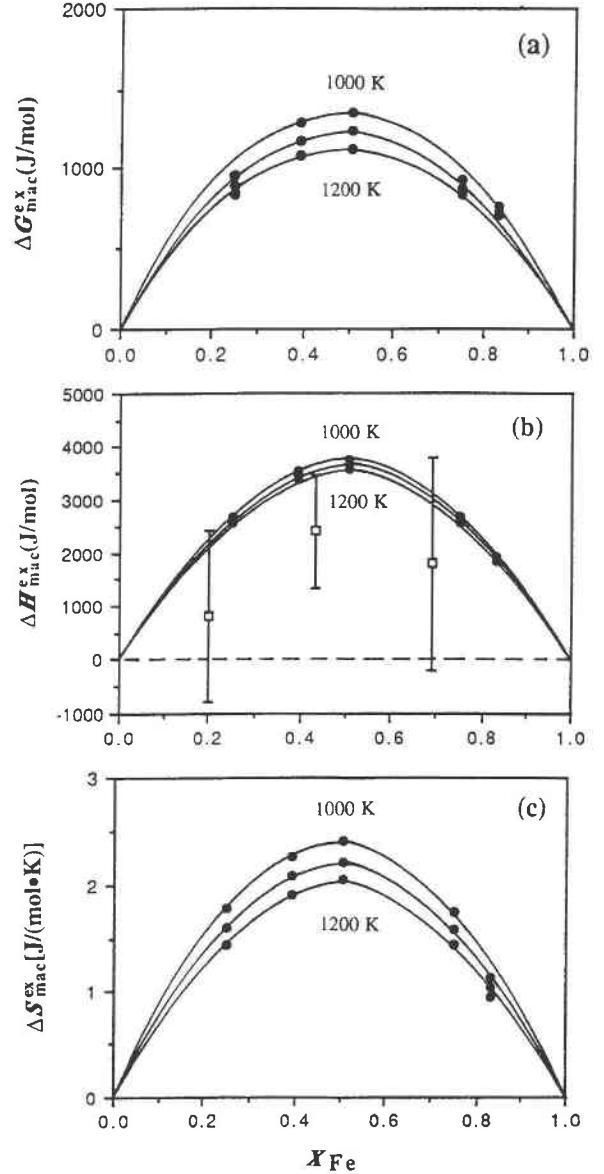 (a)
2000
1000
0
1000 K
1200 K
ΔG^ex_mac(J/mol)
0.0 0.2 0.4 0.6 0.8 1.0
(b)
5000
4000
3000
2000
1000
0
-1000
1000 K
1200 K
ΔH^ex_mac(J/mol)
0.0 0.2 0.4 0.6 0.8 1.0
(c)
3
2
1
0
1000 K
1200 K
ΔS^ex_mac[J/(mol•K)]
0.0 0.2 0.4 0.6 0.8 1.0
X_Fe